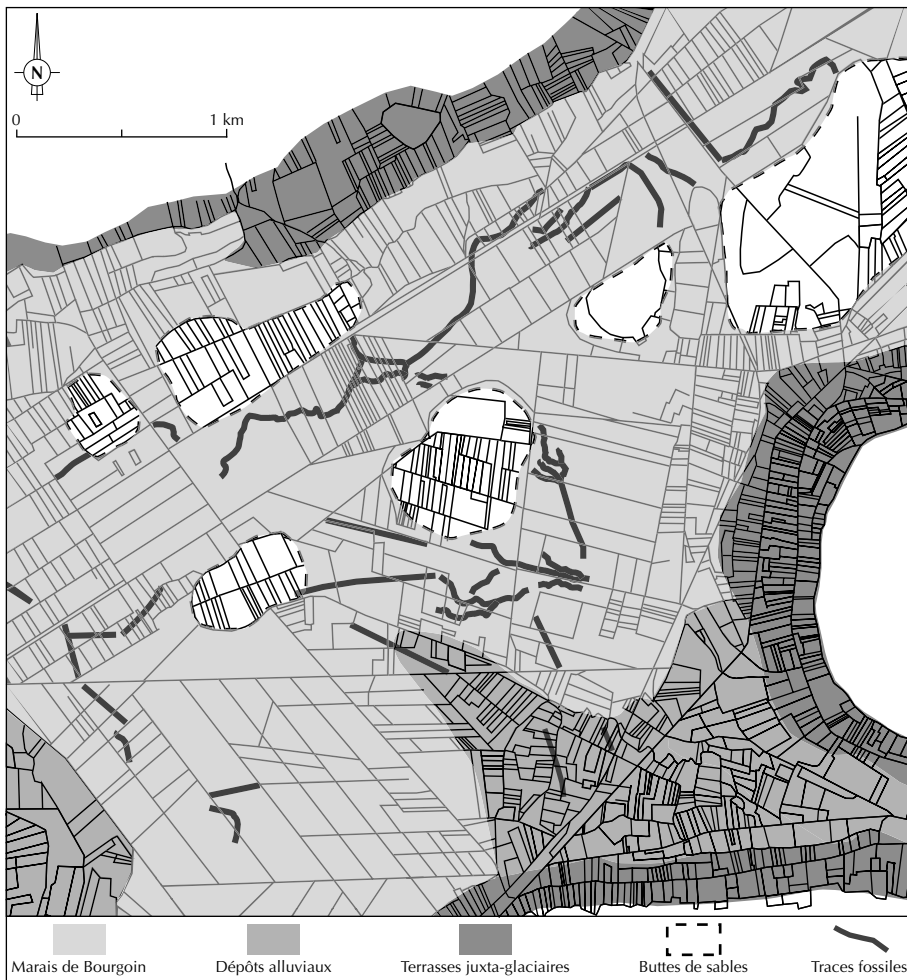 N
0 1 km
Marais de Bourgoin Dépôts alluviaux Terrasses juxta-glaciaires Buttes de sables Traces fossiles